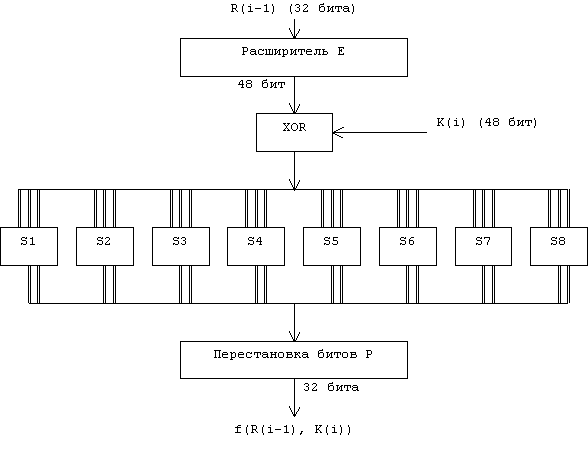 R(i-1) (32 бита)
Расширитель E
48 бит
XOR
K(i) (48 бит)
S1 S2 S3 S4 S5 S6 S7 S8
Перестановка битов P
32 бита
f(R(i-1), K(i))